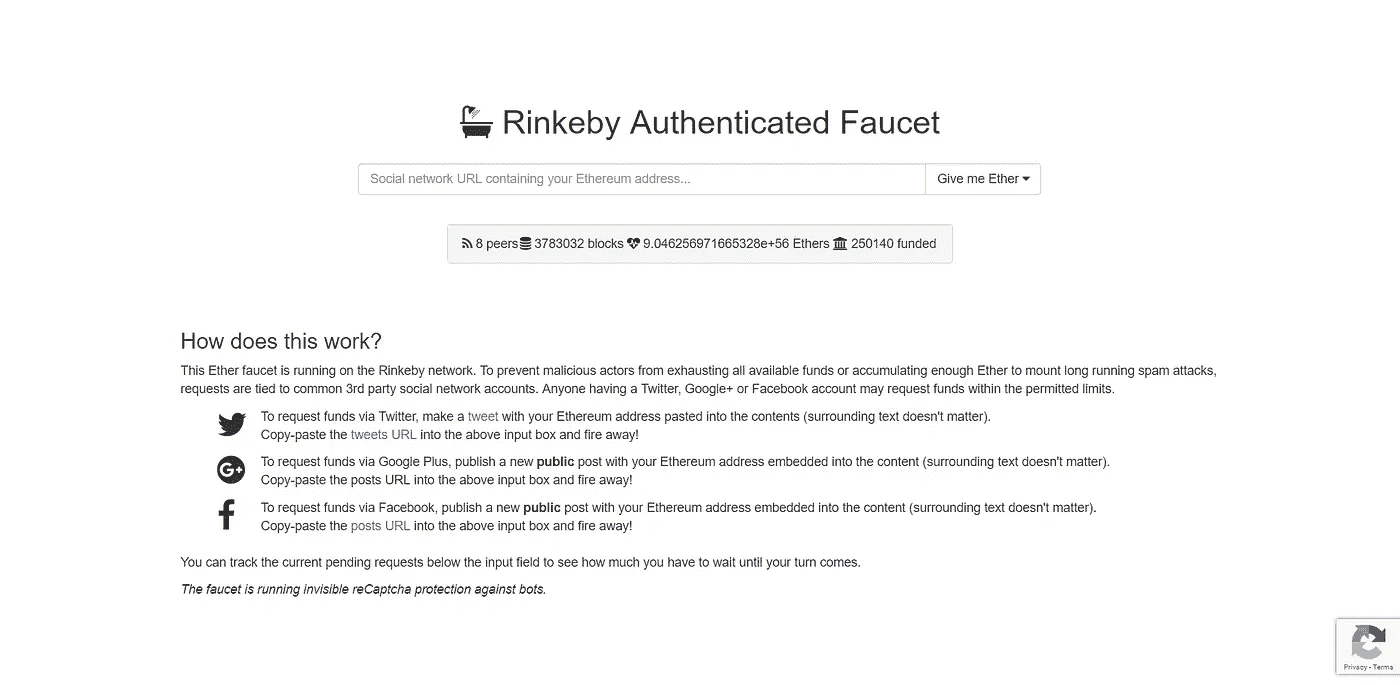 Rinkeby Authenticated Faucet
Social network URL containing your Ethereum address...
Give me Ether
8 peers 3783032 blocks 9.046256971665328e+56 Ethers 250140 funded
How does this work?
This Ether faucet is running on the Rinkeby network. To prevent malicious actors from exhausting all available funds or accumulating enough Ether to mount long running spam attacks,
requests are tied to common 3rd party social network accounts. Anyone having a Twitter, Google+ or Facebook account may request funds within the permitted limits.
To request funds via Twitter, make a tweet with your Ethereum address pasted into the contents (surrounding text doesn't matter).
Copy-paste the tweets URL into the above input box and fire away!
G+
To request funds via Google Plus, publish a new public post with your Ethereum address embedded into the content (surrounding text doesn't matter).
Copy-paste the posts URL into the above input box and fire away!
To request funds via Facebook, publish a new public post with your Ethereum address embedded into the content (surrounding text doesn't matter).
Copy-paste the posts URL into the above input box and fire away!
You can track the current pending requests below the input field to see how much you have to wait until your turn comes.
The faucet is running invisible reCaptcha protection against bots.
Privacy - Terms